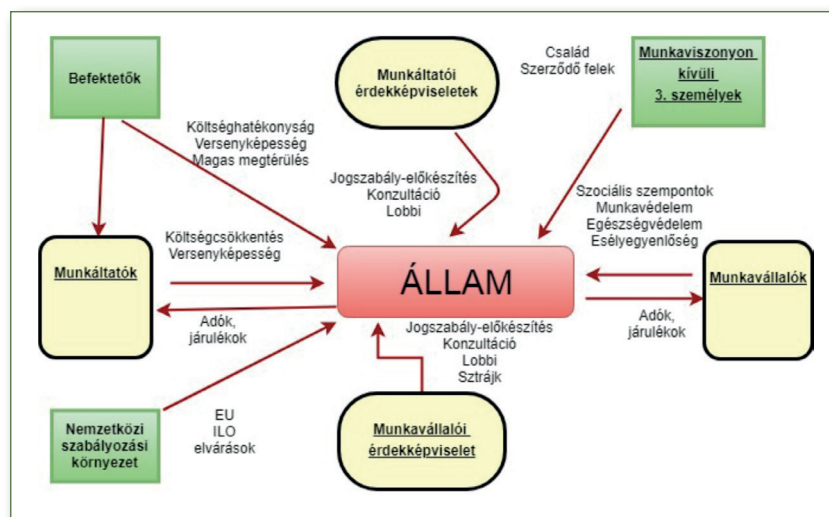 Befektetők
Munkáltatói
érdekképviseletek
Család
Szerződő felek
Munkaviszonyon
kívüli
3. személyek
Költséghatékonyság
Versenyképesség
Magas megtérülés
Jogszabály-előkészítés
Konzultáció
Lobbi
Szociális szempontok
Munkavédelem
Egészségvédelem
Esélyegyenlőség
Munkáltatók
Költségcsökkentés
Versenyképesség
ÁLLAM
Munkavállalók
Adók,
járulékok
Jogszabály-előkészítés
Konzultáció
Lobbi
Sztrájk
Adók,
járulékok
Nemzetközi
szabályozási
környezet
EU
ILO
elvárások
Munkavállalói
érdekképviselet